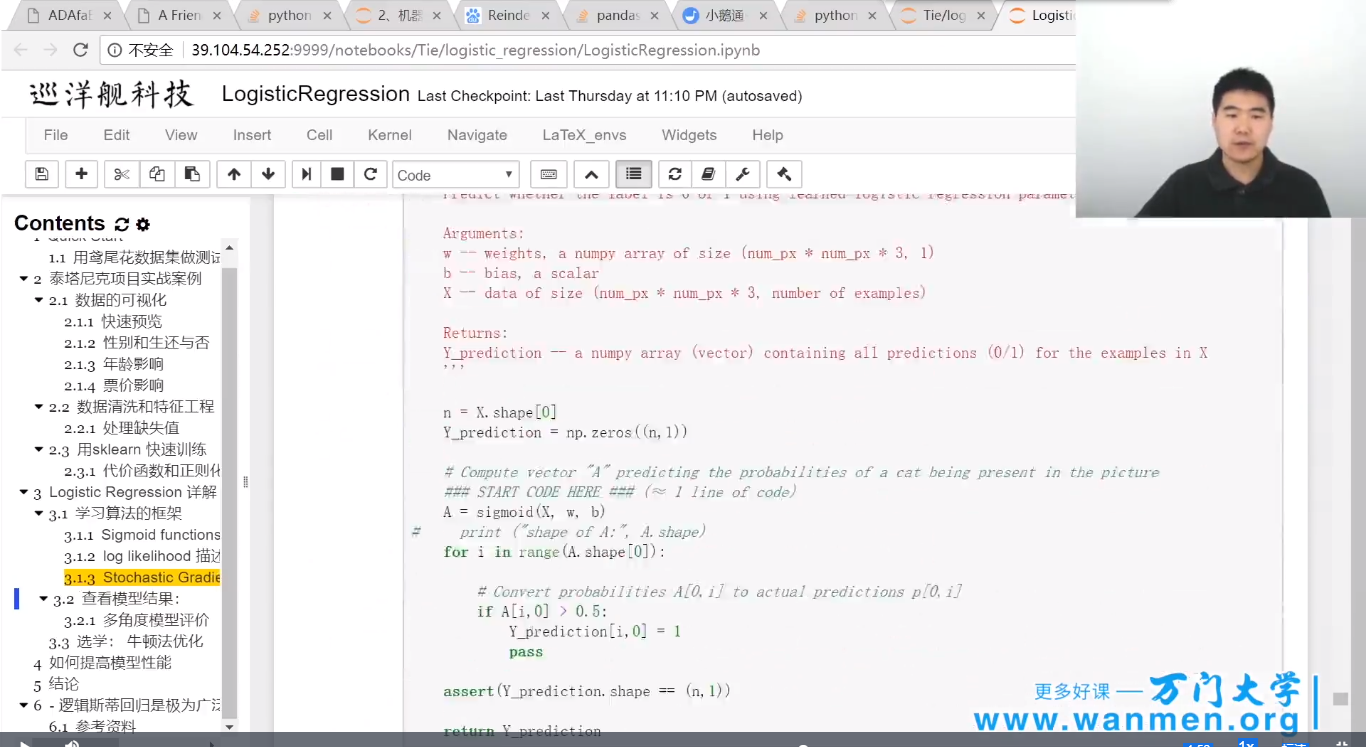 ADAfa
A Frien
python
2、机器
Reinde
pandas
小鹅通
python
Tie/log
Logistic
不安全
39.104.54.252:9999/notebooks/Tie/logistic_regression/LogisticRegression.ipynb
巡洋舰科技
LogisticRegression Last Checkpoint: Last Thursday at 11:10 PM (autosaved)
File Edit View Insert Cell Kernel Navigate LaTeX_envs Widgets Help
Code
Contents
1 Quick Start
1.1 用鸢尾花数据集做测试
2 泰塔尼克项目实战案例
2.1 数据的可视化
2.1.1 快速预览
2.1.2 性别和生还与否
2.1.3 年龄影响
2.1.4 票价影响
2.2 数据清洗和特征工程
2.2.1 处理缺失值
2.3 用sklearn 快速训练
2.3.1 代价函数和正则化
3 Logistic Regression 详解
3.1 学习算法的框架
3.1.1 Sigmoid functions
3.1.2 log likelihood 描述
3.1.3 Stochastic Gradie
3.2 查看模型结果：
3.2.1 多角度模型评价
3.3 选学： 牛顿法优化
4 如何提高模型性能
5 结论
6 - 逻辑斯蒂回归是极为广泛
6.1 参考资料
Predict whether the label is 0 or 1 using learned logistic regression paramet
Arguments:
w -- weights, a numpy array of size (num_px * num_px * 3, 1)
b -- bias, a scalar
X -- data of size (num_px * num_px * 3, number of examples)
Returns:
Y_prediction -- a numpy array (vector) containing all predictions (0/1) for the examples in X
'''
n = X.shape[0]
Y_prediction = np.zeros((n,1))
# Compute vector "A" predicting the probabilities of a cat being present in the picture
### START CODE HERE ### (≈ 1 line of code)
A = sigmoid(X, w, b)
# print ("shape of A:", A.shape)
for i in range(A.shape[0]):
# Convert probabilities A[0,i] to actual predictions p[0,i]
if A[i,0] > 0.5:
Y_prediction[i,0] = 1
pass
assert(Y_prediction.shape == (n,1))
return Y_prediction
更多好课 — 万门大学
www.wanmen.org